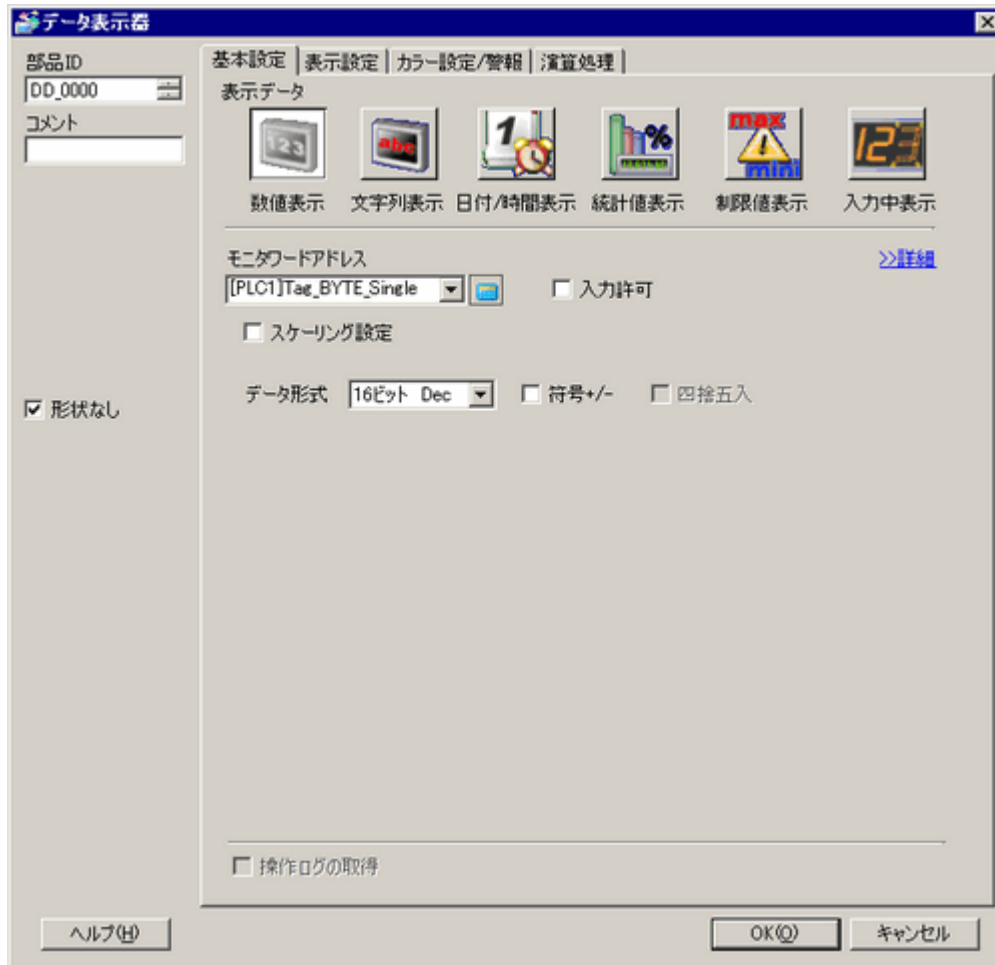 データ表示器
部品ID
DD_0000
コメント
形状なし
基本設定 表示設定 カラー設定/警報 演算処理
表示データ
123 abc 1 % max mini 123
数値表示 文字列表示 日付/時間表示 統計値表示 制限値表示 入力中表示
モニタワードアドレス >>詳細
[PLC1]Tag_BYTE_Single 入力許可
スケーリング設定
データ形式 16ビット Dec 符号+/- 四捨五入
操作ログの取得
ヘルプ(H) OK(O) キャンセル